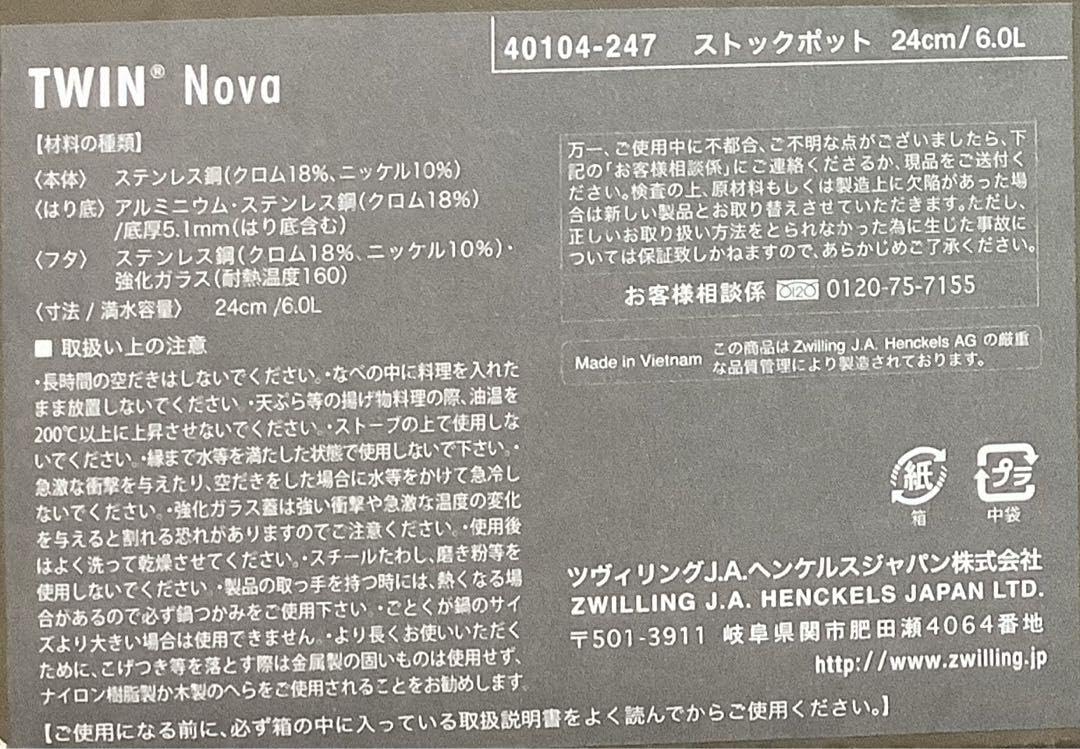 40104-247 ストックポット 24cm/6.0L
TWIN® Nova
【材料の種類】
〈本体〉 ステンレス鋼(クロム18%、ニッケル10%)
〈はり底〉 アルミニウム・ステンレス鋼(クロム18%)
/底厚5.1mm(はり底含む)
〈フタ〉 ステンレス鋼(クロム18%、ニッケル10%)・
強化ガラス(耐熱温度160)
〈寸法 / 満水容量〉 24cm /6.0L
■ 取扱い上の注意
・長時間の空だきはしないでください。・なべの中に料理を入れた
まま放置しないでください ・天ぷら等の揚げ物料理の際、油温を
200℃以上に上昇させないでください。・ストーブの上で使用しな
いでください。・縁まで水等を満たした状態で使用しないで下さい。・
急激な衝撃を与えたり、空だきをした場合に水等をかけて急冷し
ないでください。・強化ガラス蓋は強い衝撃や急激な温度の変化
を与えると割れる恐れがありますのでご注意ください。・使用後
はよく洗って乾燥させてください。・スチールたわし、磨き粉等を
使用しないでください ・製品の取っ手を持つ時には、熱くなる場
合があるので必ず鍋つかみをご使用下さい ・ごとくが鍋のサイ
ズより大きい場合は使用できません。・より長くお使いいただく
ために、こげつき等を落とす際は金属製の固いものは使用せず、
ナイロン樹脂製か木製のへらをご使用されることをお勧めします。
万一、ご使用中に不都合、ご不明な点がございましたら、下
記の「お客様相談係」にご連絡くださるか、現品をご送付く
ださい。検査の上、原材料もしくは製造上に欠陥があった場
合は新しい製品とお取り替えさせていただきます。ただし、
正しいお取り扱い方法をとられなかった為に生じた事故に
ついては保証致しかねますので、あらかじめご了承ください。
お客様相談係 0120-75-7155
Made in Vietnam この商品はZwilling J.A. Henckels AG の厳重
な品質管理により製造されております。
紙 プラ
箱 中袋
ツヴィリングJ.A.ヘンケルスジャパン株式会社
ZWILLING J.A. HENCKELS JAPAN LTD.
〒501-3911 岐阜県関市肥田瀬4064番地
http://www.zwilling.jp
【ご使用になる前に、必ず箱の中に入っている取扱説明書をよく読んでからご使用ください。】